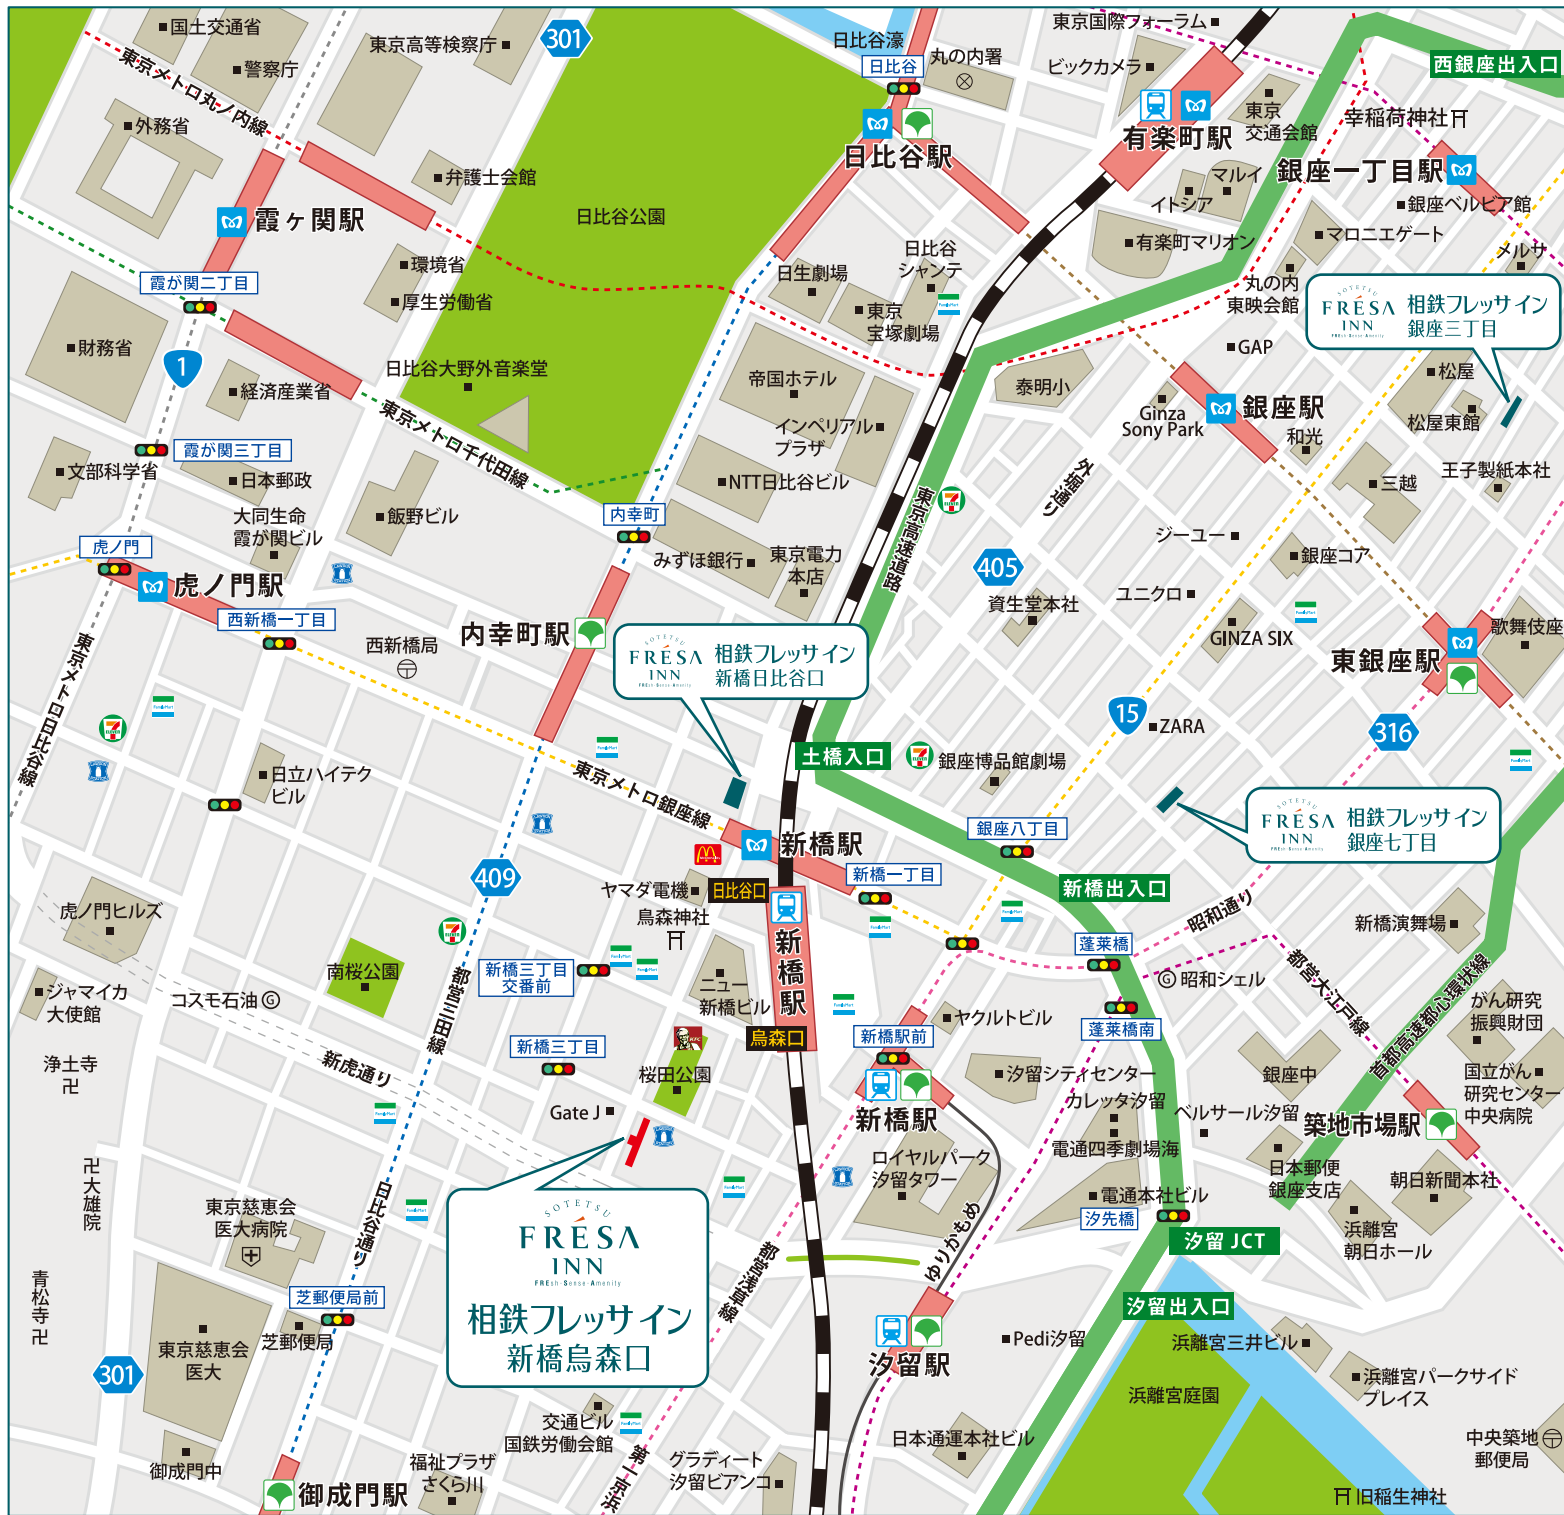 国土交通省
警察庁
東京高等検察庁
301
日比谷濠
日比谷
丸の内署
東京国際フォーラム
ビックカメラ
西銀座出入口
東京メトロ丸ノ内線
外務省
弁護士会館
日比谷公園
日比谷駅
有楽町駅
東京
交通会館
幸稲荷神社
銀座一丁目駅
マルイ
イトシア
銀座ベルビア館
霞ヶ関駅
環境省
厚生労働省
霞が関二丁目
日生劇場
日比谷
シャンテ
東京
宝塚劇場
有楽町マリオン
マロニエゲート
メルサ
丸の内
東映会館
SOTETSU
FRESA
INN
FREsh-Sense-Amenity
相鉄フレッサイン
銀座三丁目
財務省
1
経済産業省
日比谷大野外音楽堂
帝国ホテル
インペリアル
プラザ
GAP
泰明小
松屋
松屋東館
Ginza
Sony Park
銀座駅
和光
霞が関三丁目
東京メトロ千代田線
文部科学省
日本郵政
大同生命
霞が関ビル
飯野ビル
NTT日比谷ビル
内幸町
東京高速道路
外堀通り
三越
王子製紙本社
虎ノ門
虎ノ門駅
みずほ銀行
東京電力
本店
405
ジーユー
銀座コア
資生堂本社
ユニクロ
GINZA SIX
歌舞伎座
東銀座駅
西新橋一丁目
西新橋局
内幸町駅
SOTETSU
FRESA
INN
FREsh-Sense-Amenity
相鉄フレッサイン
新橋日比谷口
東京メトロ日比谷線
15
ZARA
316
土橋入口
銀座博品館劇場
日立ハイテク
ビル
東京メトロ銀座線
SOTETSU
FRESA
INN
FREsh-Sense-Amenity
相鉄フレッサイン
銀座七丁目
銀座八丁目
新橋駅
新橋一丁目
新橋出入口
409
ヤマダ電機
日比谷口
烏森神社
新橋駅
虎ノ門ヒルズ
南桜公園
都営三田線
新橋三丁目
交番前
ニュー
新橋ビル
昭和通り
蓬莱橋
昭和シェル
蓬莱橋南
都営大江戸線
新橋演舞場
首都高速都心環状線
がん研究
振興財団
ジャマイカ
大使館
コスモ石油
新虎通り
浄土寺
新橋三丁目
桜田公園
KFC
烏森口
新橋駅前
ヤクルトビル
汐留シティセンター
カレッタ汐留
ベルサール汐留
銀座中
国立がん
研究センター
中央病院
Gate J
新橋駅
電通四季劇場海
築地市場駅
卍大雄院
東京慈恵会
医大病院
日比谷通り
ロイヤルパーク
汐留タワー
電通本社ビル
汐先橋
日本郵便
銀座支店
朝日新聞本社
浜離宮
朝日ホール
SOTETSU
FRESA
INN
FREsh-Sense-Amenity
相鉄フレッサイン
新橋烏森口
都営浅草線
ゆりかもめ
汐留 JCT
青松寺卍
芝郵便局前
芝郵便局
東京慈恵会
医大
301
汐留出入口
汐留駅
Pedi汐留
浜離宮三井ビル
浜離宮パークサイド
プレイス
浜離宮庭園
交通ビル
国鉄労働会館
第一京浜
グラディート
汐留ビアンコ
日本通運本社ビル
中央築地
郵便局
御成門中
御成門駅
福祉プラザ
さくら川
旧稲生神社